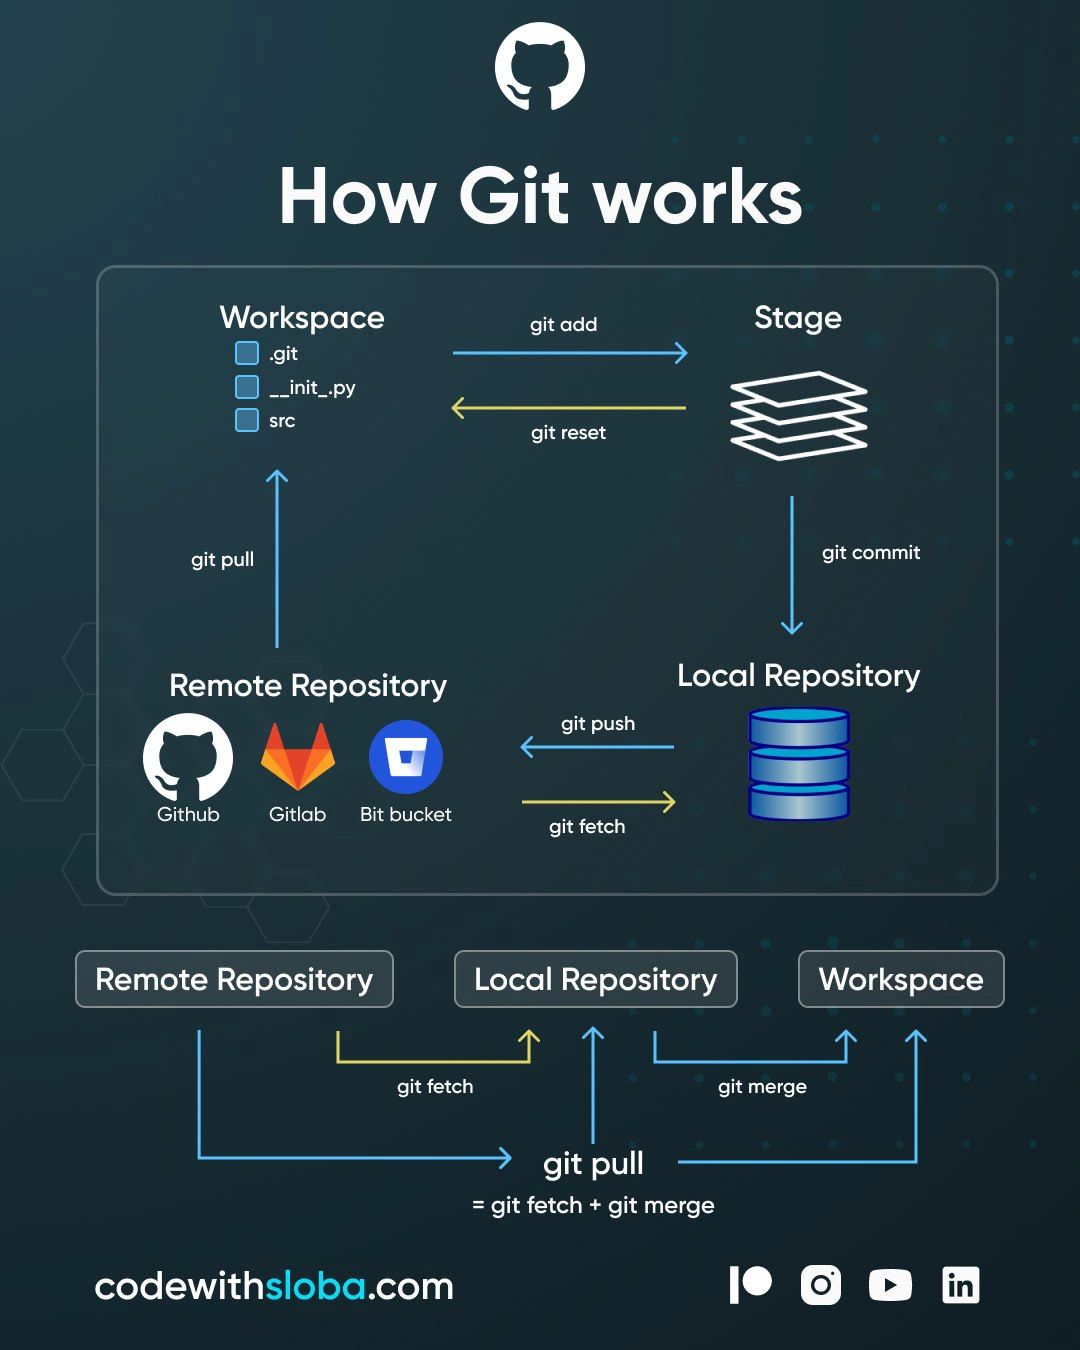 How Git works
Workspace
.git
__init_.py
src
git add
git reset
Stage
git pull
git commit
Remote Repository
Github
Gitlab
Bit bucket
git push
git fetch
Local Repository
Remote Repository
Local Repository
Workspace
git fetch
git merge
git pull
= git fetch + git merge
codewithsloba.com
in